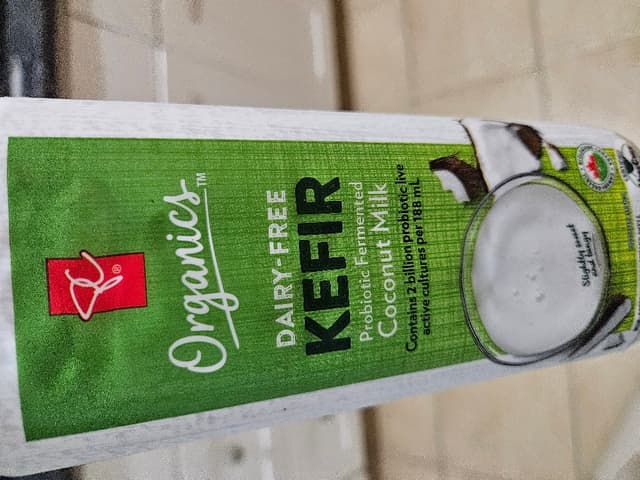 PC®
Organics™
DAIRY-FREE
KEFIR
Probiotic Fermented
Coconut Milk
Contains 2 billion probiotic live
active cultures per 188 mL
Slightly sweet
and tangy